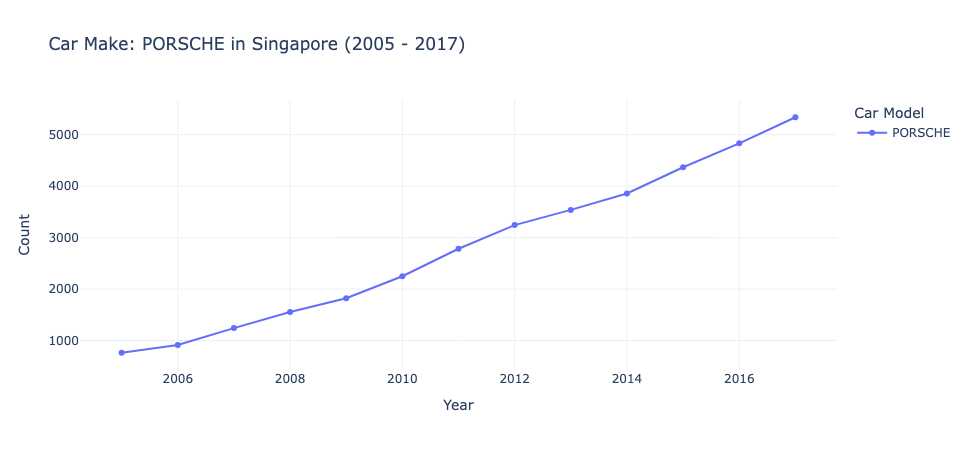 Car Make: PORSCHE in Singapore (2005 - 2017)
Car Model
PORSCHE
5000
4000
3000
2000
1000
Count
2006 2008 2010 2012 2014 2016
Year